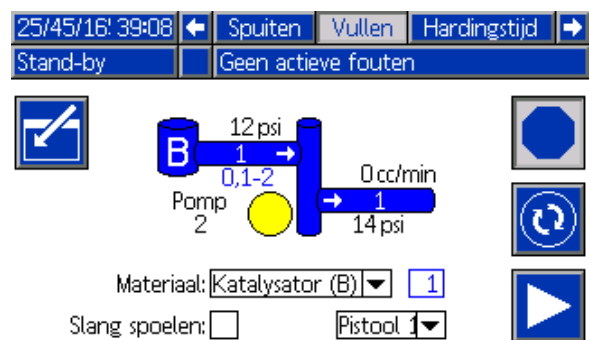 25/45/16' 39:08 Spuiten Vullen Hardingstijd
Stand-by Geen actieve fouten
12 psi
B 1
0,1-2 0 cc/min
Pomp 1
2 14 psi
Materiaal: Katalysator (B) 1
Slang spoelen: Pistool 1